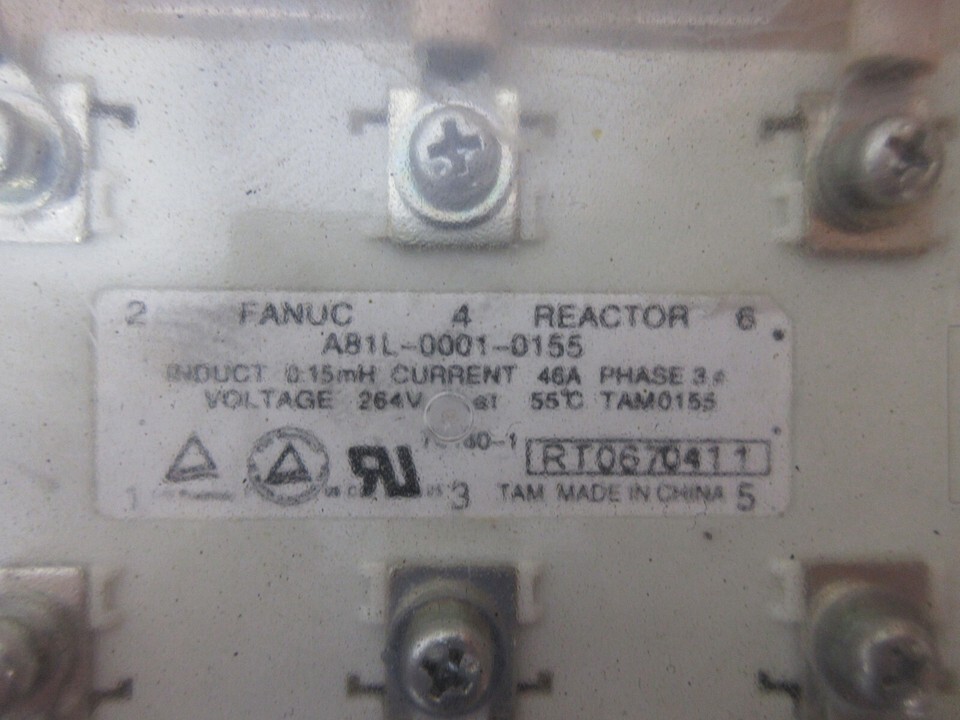 2 FANUC 4 REACTOR 6
A81L-0001-0155
INDUCT 0.15mH CURRENT 46A PHASE 3
VOLTAGE 264V at 55℃ TAM0155
RT0670411
1 3 TAM MADE IN CHINA 5